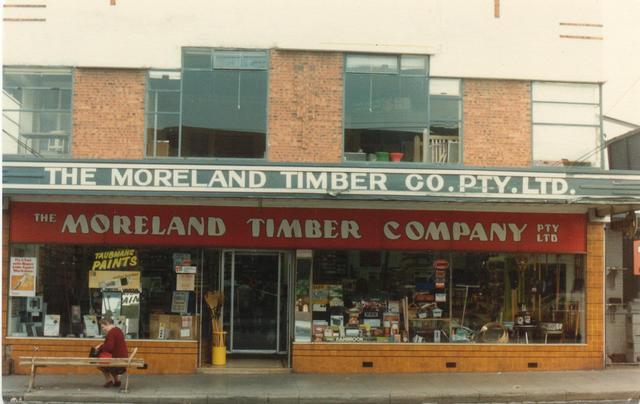 THE MORELAND TIMBER CO. PTY. LTD.
THE MORELAND TIMBER COMPANY PTY LTD
TAUBMANS
PAINTS